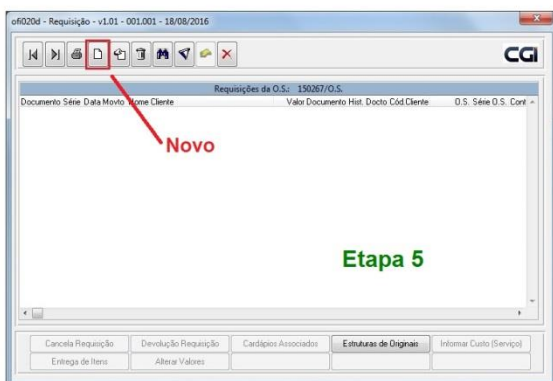 ofi020d - Requisição - v1.01 - 001.001 - 18/08/2016
CGI
Requisições da O.S.: 150267/O.S.
Documento Série Data Movto Nome Cliente Valor Documento Hist. Docto Cód.Cliente O.S. Série O.S. Cont
Novo
Etapa 5
Cancela Requisição Devolução Requisição Cardápios Associados Estruturas de Originais Informar Custo (Serviço)
Entrega de Itens Alterar Valores